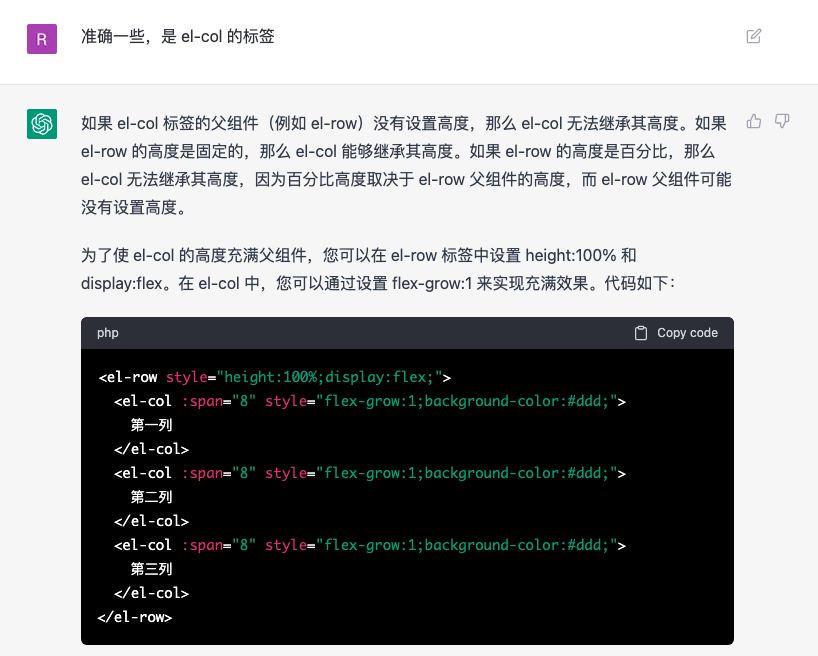 R
准确一些，是 el-col 的标签
如果 el-col 标签的父组件（例如 el-row）没有设置高度，那么 el-col 无法继承其高度。如果
el-row 的高度是固定的，那么 el-col 能够继承其高度。如果 el-row 的高度是百分比，那么
el-col 无法继承其高度，因为百分比高度取决于 el-row 父组件的高度，而 el-row 父组件可能
没有设置高度。
为了使 el-col 的高度充满父组件，您可以在 el-row 标签中设置 height:100% 和
display:flex。在 el-col 中，您可以通过设置 flex-grow:1 来实现充满效果。代码如下：
php Copy code
<el-row style="height:100%;display:flex;">
  <el-col :span="8" style="flex-grow:1;background-color:#ddd;">
    第一列
  </el-col>
  <el-col :span="8" style="flex-grow:1;background-color:#ddd;">
    第二列
  </el-col>
  <el-col :span="8" style="flex-grow:1;background-color:#ddd;">
    第三列
  </el-col>
</el-row>